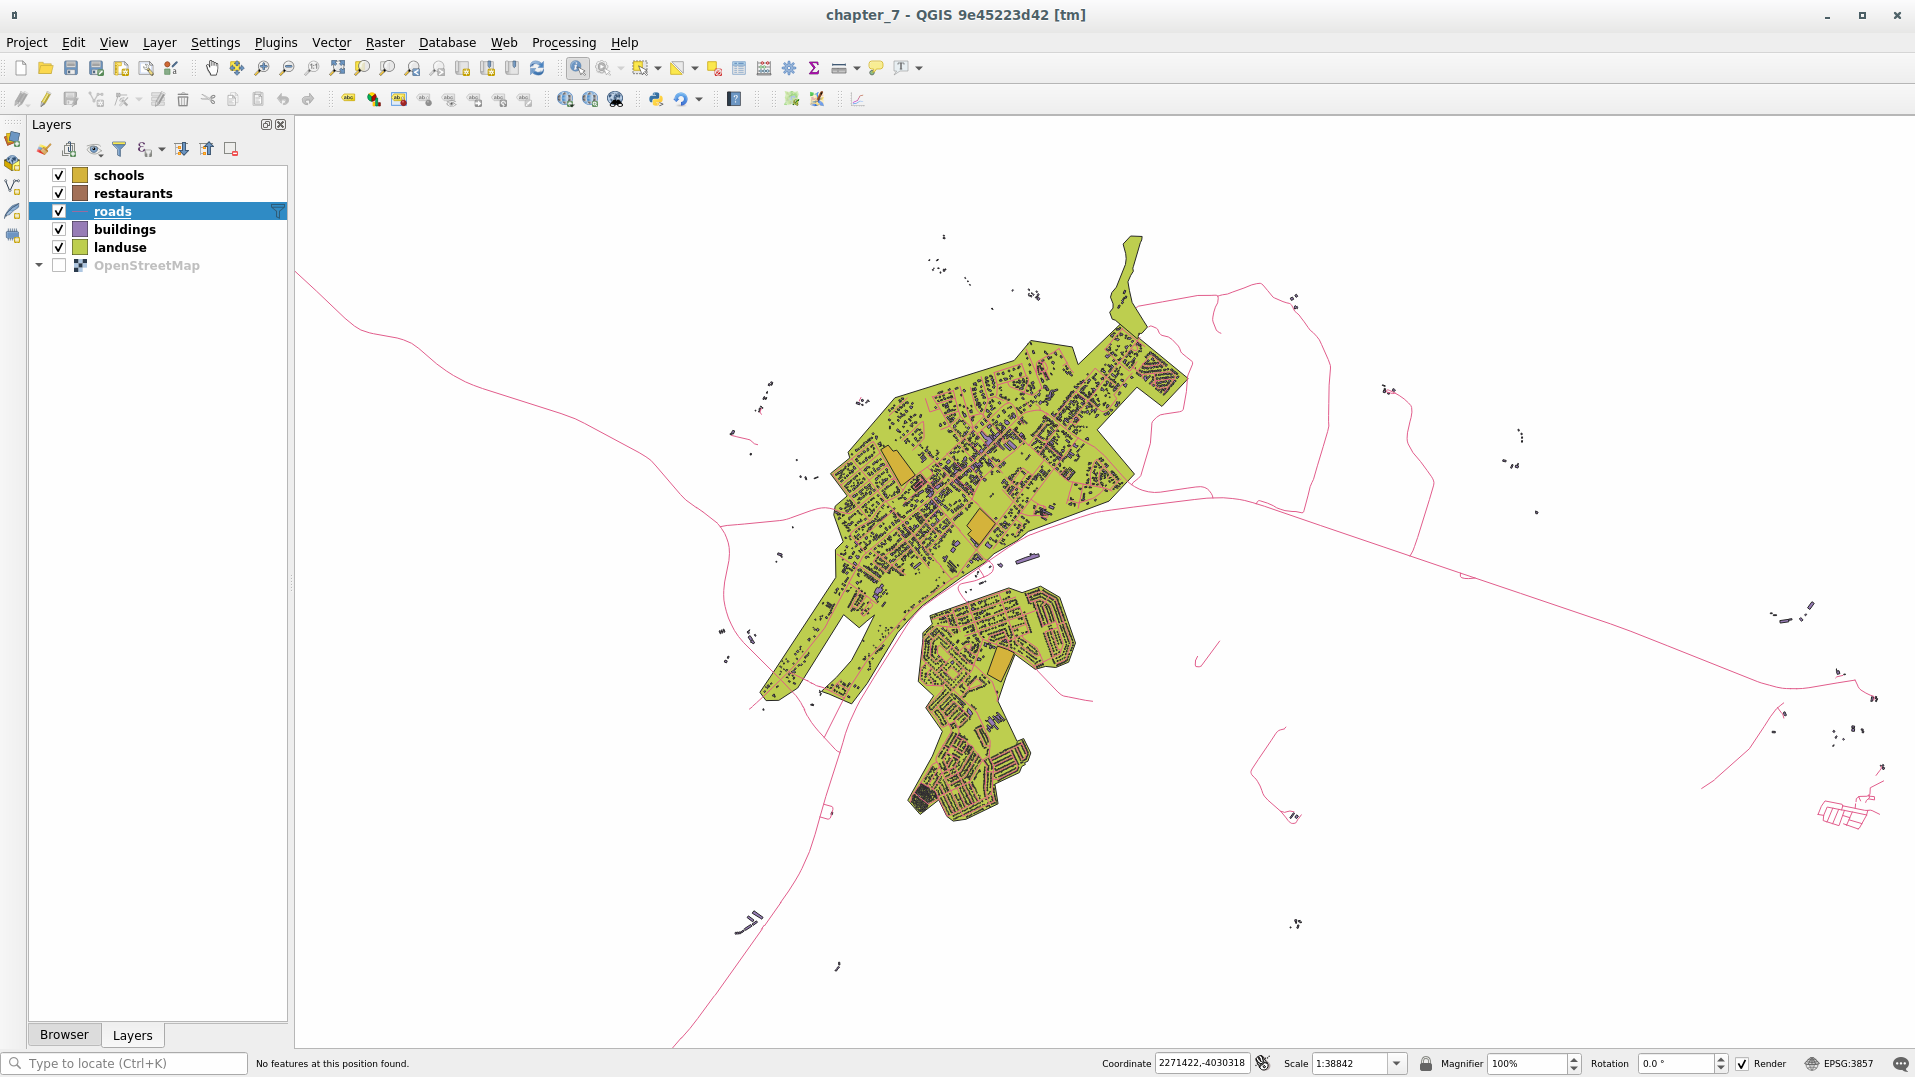 chapter_7 - QGIS 9e45223d42 [tm]
Project Edit View Layer Settings Plugins Vector Raster Database Web Processing Help
Layers
schools
restaurants
roads
buildings
landuse
OpenStreetMap
Browser Layers
Type to locate (Ctrl+K) No features at this position found. Coordinate 2271422,-4030318 Scale 1:38842 Magnifier 100% Rotation 0.0 ° Render EPSG:3857